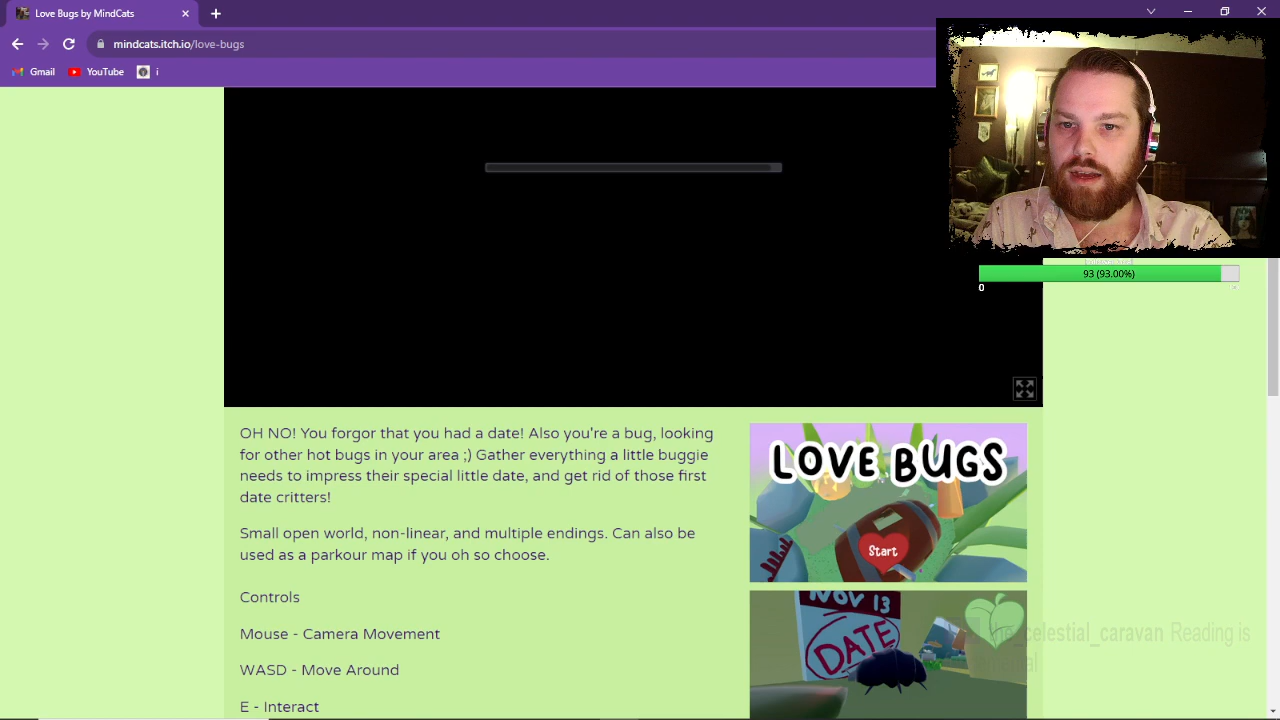 Love Bugs by MindCats
mindcats.itch.io/love-bugs
Gmail
YouTube
i
93 (93.00%)
0
OH NO! You forgor that you had a date! Also you're a bug, looking
for other hot bugs in your area ;) Gather everything a little buggie
needs to impress their special little date, and get rid of those first
date critters!
Small open world, non-linear, and multiple endings. Can also be
used as a parkour map if you oh so choose.
Controls
Mouse - Camera Movement
WASD - Move Around
E - Interact
LOVE BUGS
Start
NOV 13
DATE
the_celestial_caravan Reading is